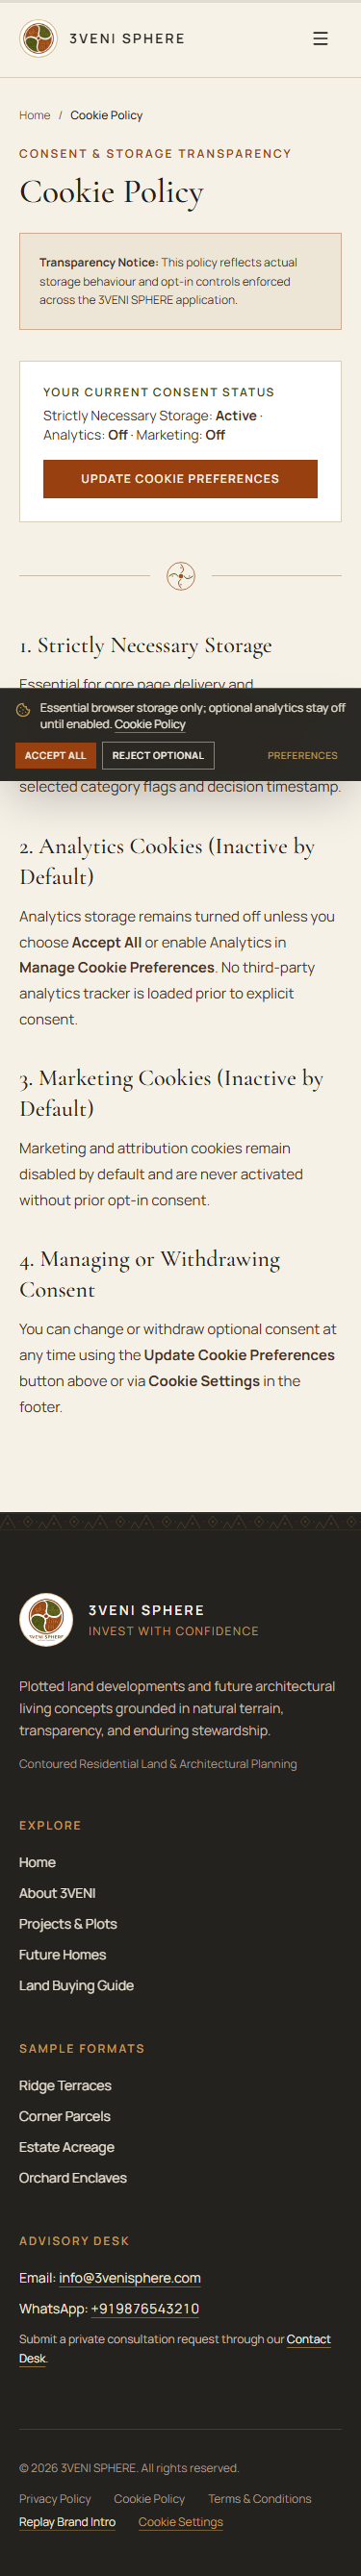 3VENI SPHERE
Home / Cookie Policy
CONSENT & STORAGE TRANSPARENCY
Cookie Policy
Transparency Notice: This policy reflects actual
storage behaviour and opt-in controls enforced
across the 3VENI SPHERE application.
YOUR CURRENT CONSENT STATUS
Strictly Necessary Storage: Active ·
Analytics: Off · Marketing: Off
UPDATE COOKIE PREFERENCES
1. Strictly Necessary Storage
Essential for core page delivery and
Essential browser storage only; optional analytics stay off
until enabled. Cookie Policy
ACCEPT ALL
REJECT OPTIONAL
PREFERENCES
selected category flags and decision timestamp.
2. Analytics Cookies (Inactive by
Default)
Analytics storage remains turned off unless you
choose Accept All or enable Analytics in
Manage Cookie Preferences. No third-party
analytics tracker is loaded prior to explicit
consent.
3. Marketing Cookies (Inactive by
Default)
Marketing and attribution cookies remain
disabled by default and are never activated
without prior opt-in consent.
4. Managing or Withdrawing
Consent
You can change or withdraw optional consent at
any time using the Update Cookie Preferences
button above or via Cookie Settings in the
footer.
3VENI SPHERE
3VENI SPHERE
INVEST WITH CONFIDENCE
Plotted land developments and future architectural
living concepts grounded in natural terrain,
transparency, and enduring stewardship.
Contoured Residential Land & Architectural Planning
EXPLORE
Home
About 3VENI
Projects & Plots
Future Homes
Land Buying Guide
SAMPLE FORMATS
Ridge Terraces
Corner Parcels
Estate Acreage
Orchard Enclaves
ADVISORY DESK
Email: info@3venisphere.com
WhatsApp: +919876543210
Submit a private consultation request through our Contact
Desk.
© 2026 3VENI SPHERE. All rights reserved.
Privacy Policy Cookie Policy Terms & Conditions
Replay Brand Intro Cookie Settings